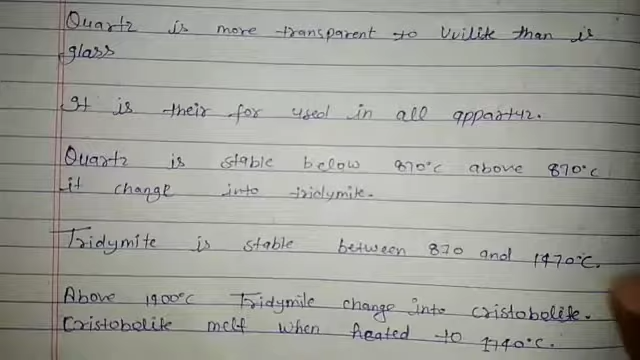 Quartz is more transparent to Uvilite than is
glass
It is their for used in all appartuz.
Quartz is stable below 870°C above 870°C
it change into tridymite.
Tridymite is stable between 870 and 1470°C.
Above 1400°C Tridymile change into cristobolite.
Cristobolite melt when heated to 1740°C.